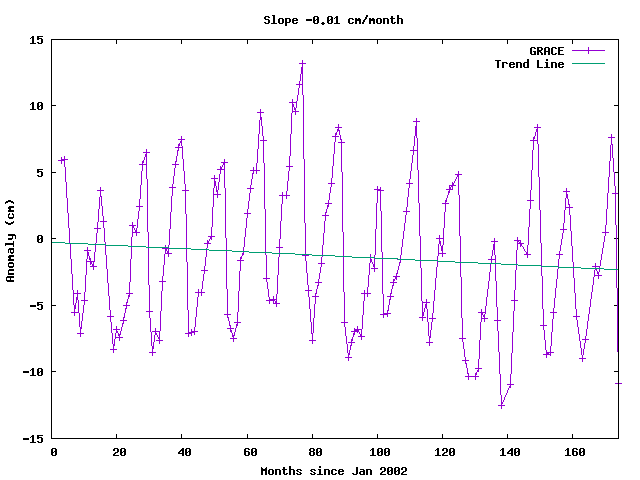 Slope -0.01 cm/month
15
10
5
0
-5
-10
-15
Anomaly (cm)
GRACE
Trend Line
0 20 40 60 80 100 120 140 160
Months since Jan 2002